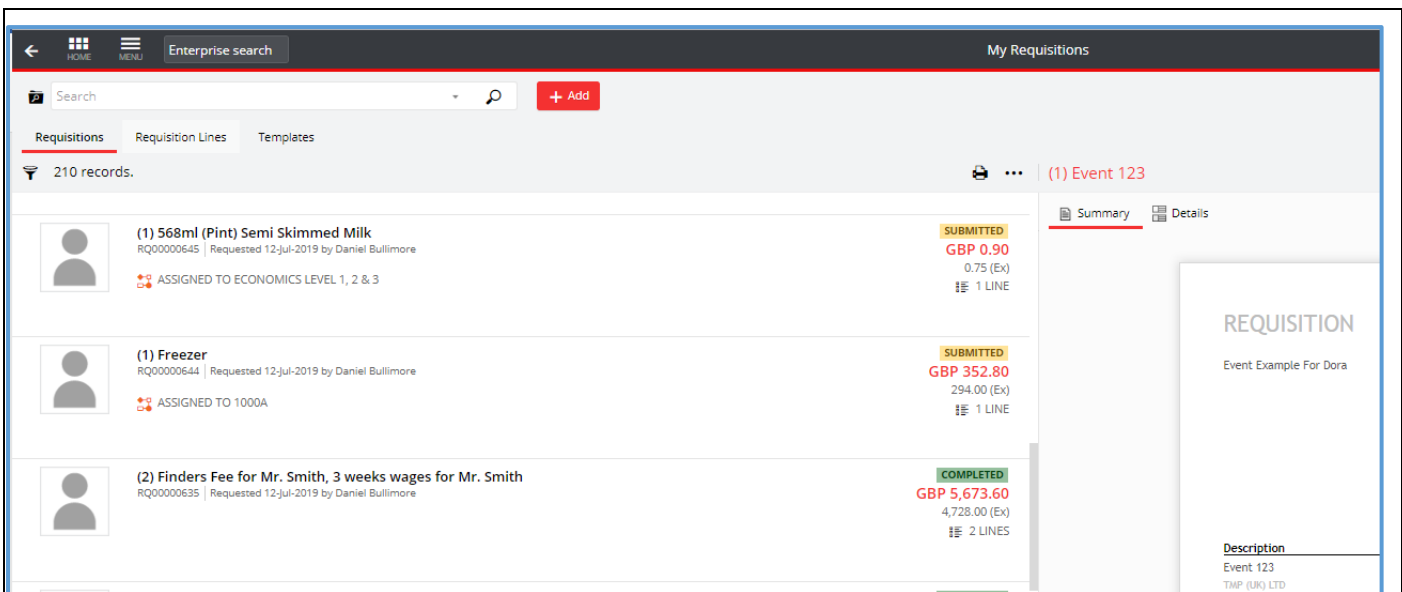 HOME
MENU
Enterprise search
My Requisitions
Search
+ Add
Requisitions
Requisition Lines
Templates
210 records.
(1) Event 123
Summary
Details
(1) 568ml (Pint) Semi Skimmed Milk
RQ00000645 | Requested 12-Jul-2019 by Daniel Bullimore
ASSIGNED TO ECONOMICS LEVEL 1, 2 & 3
SUBMITTED
GBP 0.90
0.75 (Ex)
1 LINE
(1) Freezer
RQ00000644 | Requested 12-Jul-2019 by Daniel Bullimore
ASSIGNED TO 1000A
SUBMITTED
GBP 352.80
294.00 (Ex)
1 LINE
(2) Finders Fee for Mr. Smith, 3 weeks wages for Mr. Smith
RQ00000635 | Requested 12-Jul-2019 by Daniel Bullimore
COMPLETED
GBP 5,673.60
4,728.00 (Ex)
2 LINES
REQUISITION
Event Example For Dora
Description
Event 123
TMP (UK) LTD